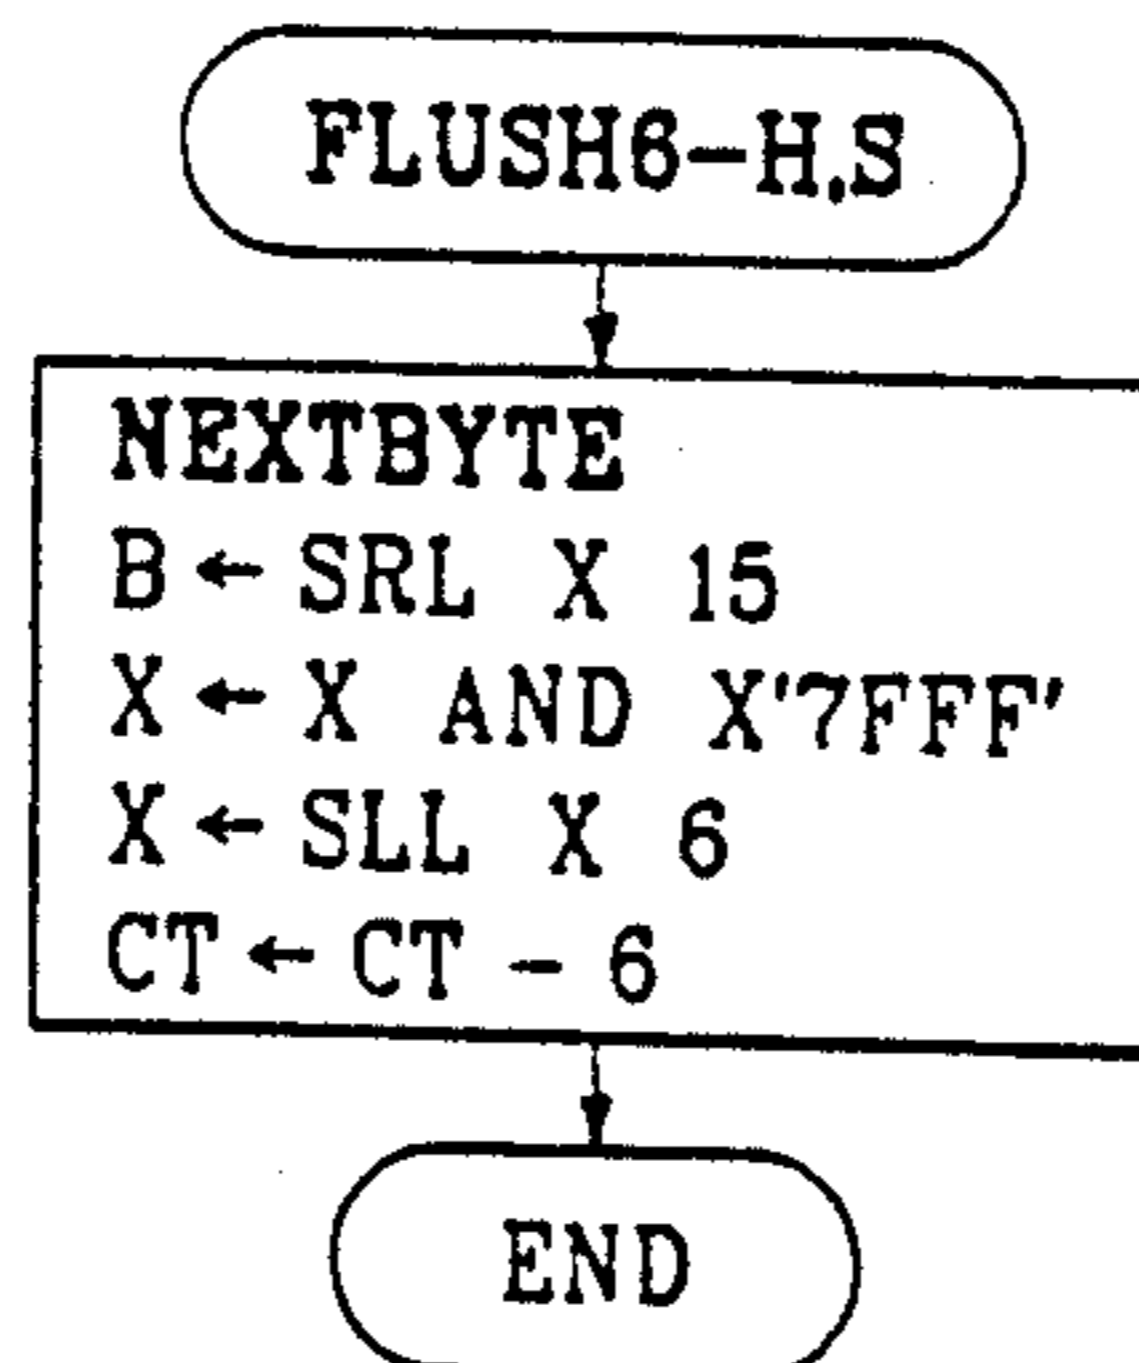 FLUSH6-H.S
NEXTBYTE
B ← SRL X 15
X ← X AND X'7FFF'
X ← SLL X 6
CT ← CT - 6
END